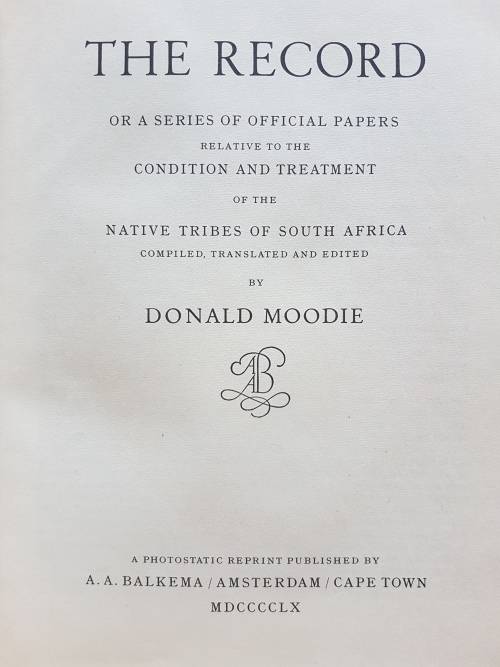 THE RECORD
OR A SERIES OF OFFICIAL PAPERS
RELATIVE TO THE
CONDITION AND TREATMENT
OF THE
NATIVE TRIBES OF SOUTH AFRICA
COMPILED, TRANSLATED AND EDITED
BY
DONALD MOODIE
AAB
A PHOTOSTATIC REPRINT PUBLISHED BY
A. A. BALKEMA / AMSTERDAM / CAPE TOWN
MDCCCCLX